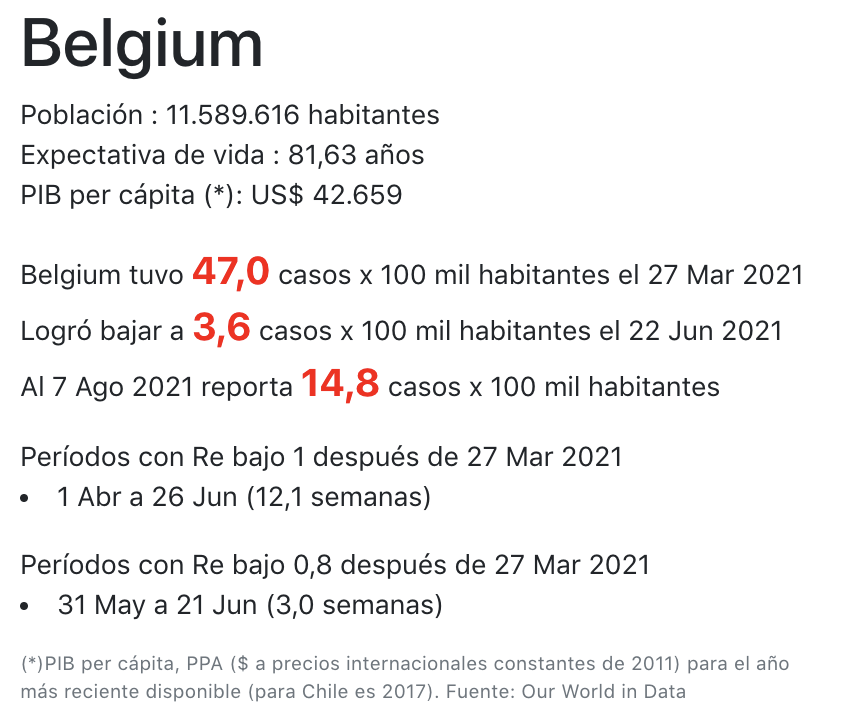 Belgium
Población : 11.589.616 habitantes
Expectativa de vida : 81,63 años
PIB per cápita (*): US$ 42.659
Belgium tuvo 47,0 casos x 100 mil habitantes el 27 Mar 2021
Logró bajar a 3,6 casos x 100 mil habitantes el 22 Jun 2021
Al 7 Ago 2021 reporta 14,8 casos x 100 mil habitantes
Períodos con Re bajo 1 después de 27 Mar 2021
• 1 Abr a 26 Jun (12,1 semanas)
Períodos con Re bajo 0,8 después de 27 Mar 2021
• 31 May a 21 Jun (3,0 semanas)
(*)PIB per cápita, PPA ($ a precios internacionales constantes de 2011) para el año
más reciente disponible (para Chile es 2017). Fuente: Our World in Data